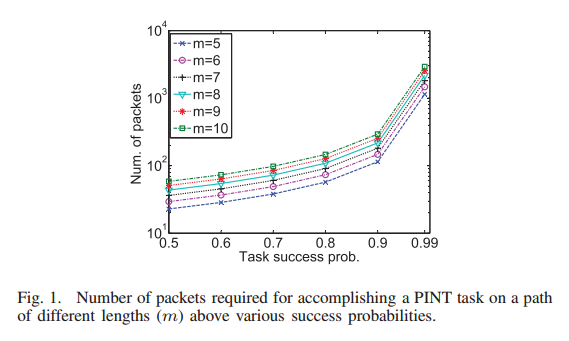 10^4
10^3
10^2
10^1
Num. of packets
m=5
m=6
m=7
m=8
m=9
m=10
0.5 0.6 0.7 0.8 0.9 0.99
Task success prob.
Fig. 1. Number of packets required for accomplishing a PINT task on a path
of different lengths (m) above various success probabilities.